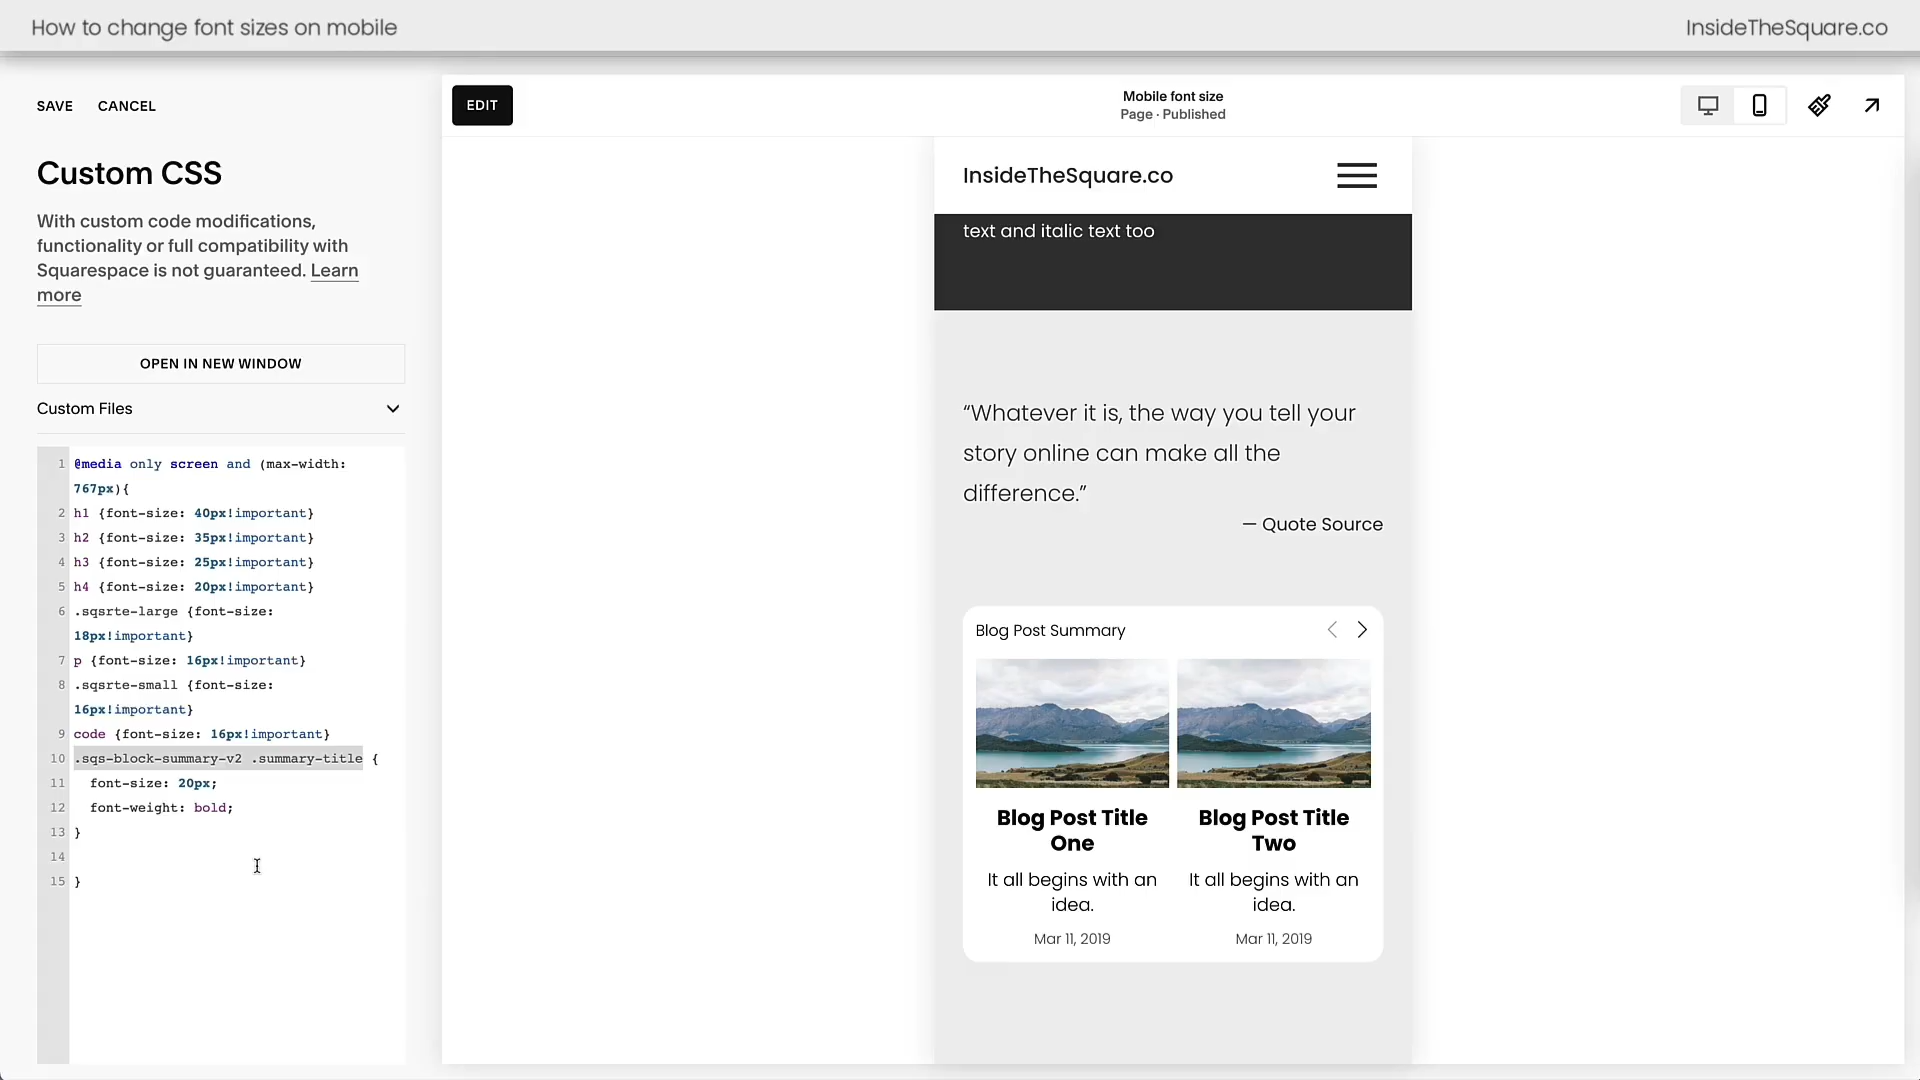 How to change font sizes on mobile
InsideTheSquare.co
SAVE CANCEL
EDIT
Mobile font size
Page · Published
Custom CSS
With custom code modifications,
functionality or full compatibility with
Squarespace is not guaranteed. Learn
more
OPEN IN NEW WINDOW
Custom Files
1 @media only screen and (max-width:
767px){
2 h1 {font-size: 40px!important}
3 h2 {font-size: 35px!important}
4 h3 {font-size: 25px!important}
5 h4 {font-size: 20px!important}
6 .sqsrte-large {font-size:
18px!important}
7 p {font-size: 16px!important}
8 .sqsrte-small {font-size:
16px!important}
9 code {font-size: 16px!important}
10 .sqs-block-summary-v2 .summary-title {
11 font-size: 20px;
12 font-weight: bold;
13 }
14
15 }
InsideTheSquare.co
text and italic text too
“Whatever it is, the way you tell your
story online can make all the
difference.”
— Quote Source
Blog Post Summary
Blog Post Title
One
It all begins with an
idea.
Mar 11, 2019
Blog Post Title
Two
It all begins with an
idea.
Mar 11, 2019